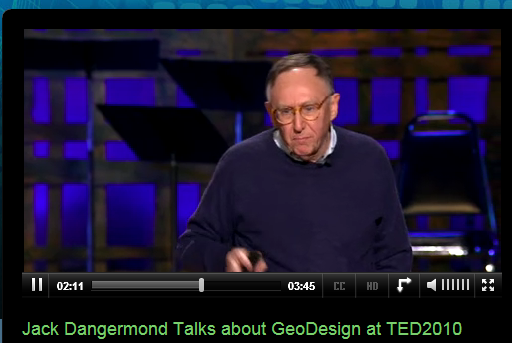 02:11 03:45 CC HD
Jack Dangermond Talks about GeoDesign at TED2010